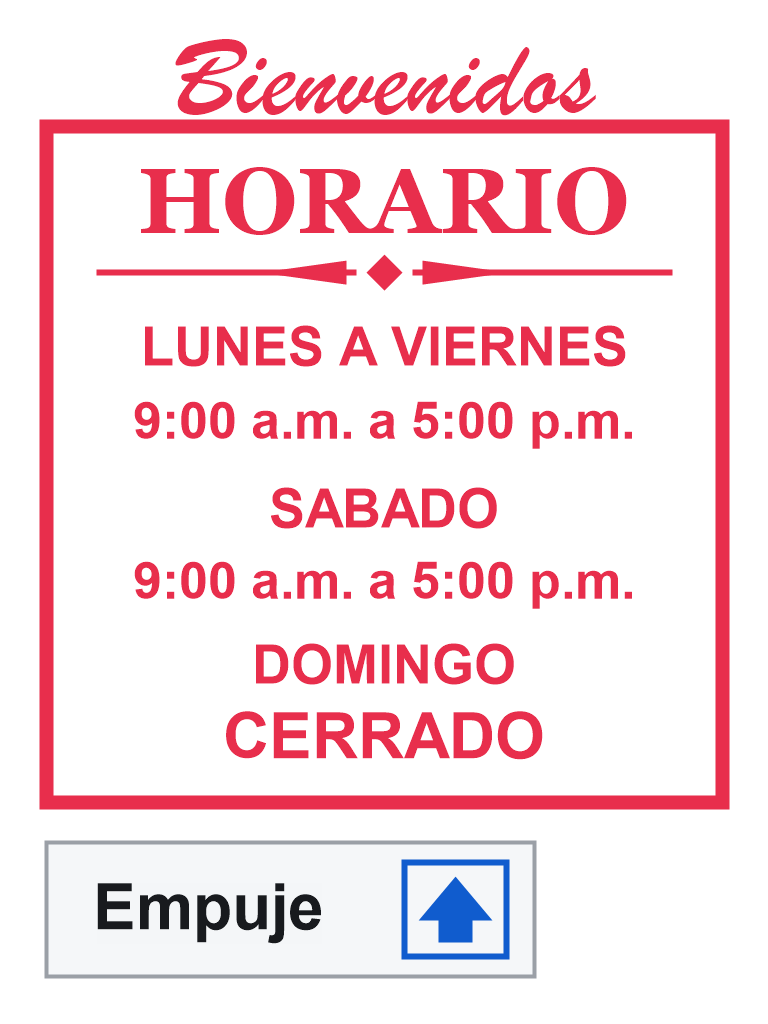 Bienvenidos
HORARIO
LUNES A VIERNES
9:00 a.m. a 5:00 p.m.
SABADO
9:00 a.m. a 5:00 p.m.
DOMINGO
CERRADO
Empuje